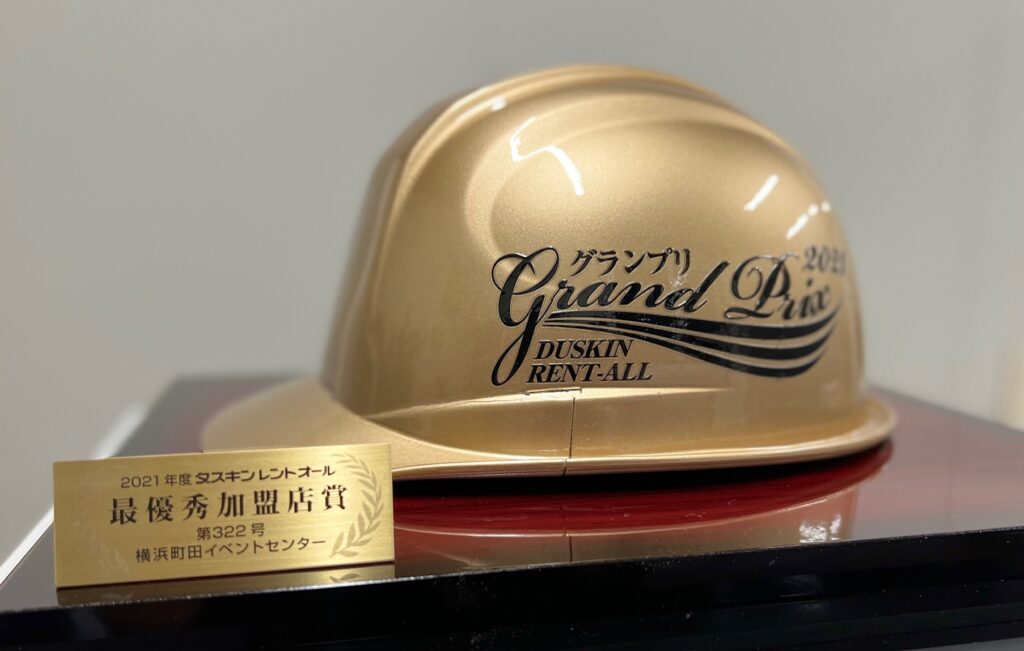 グランプリ
Grand Prix 2021
DUSKIN
RENT-ALL
2021年度 ダスキンレントオール
最優秀加盟店賞
第322号
横浜町田イベントセンター